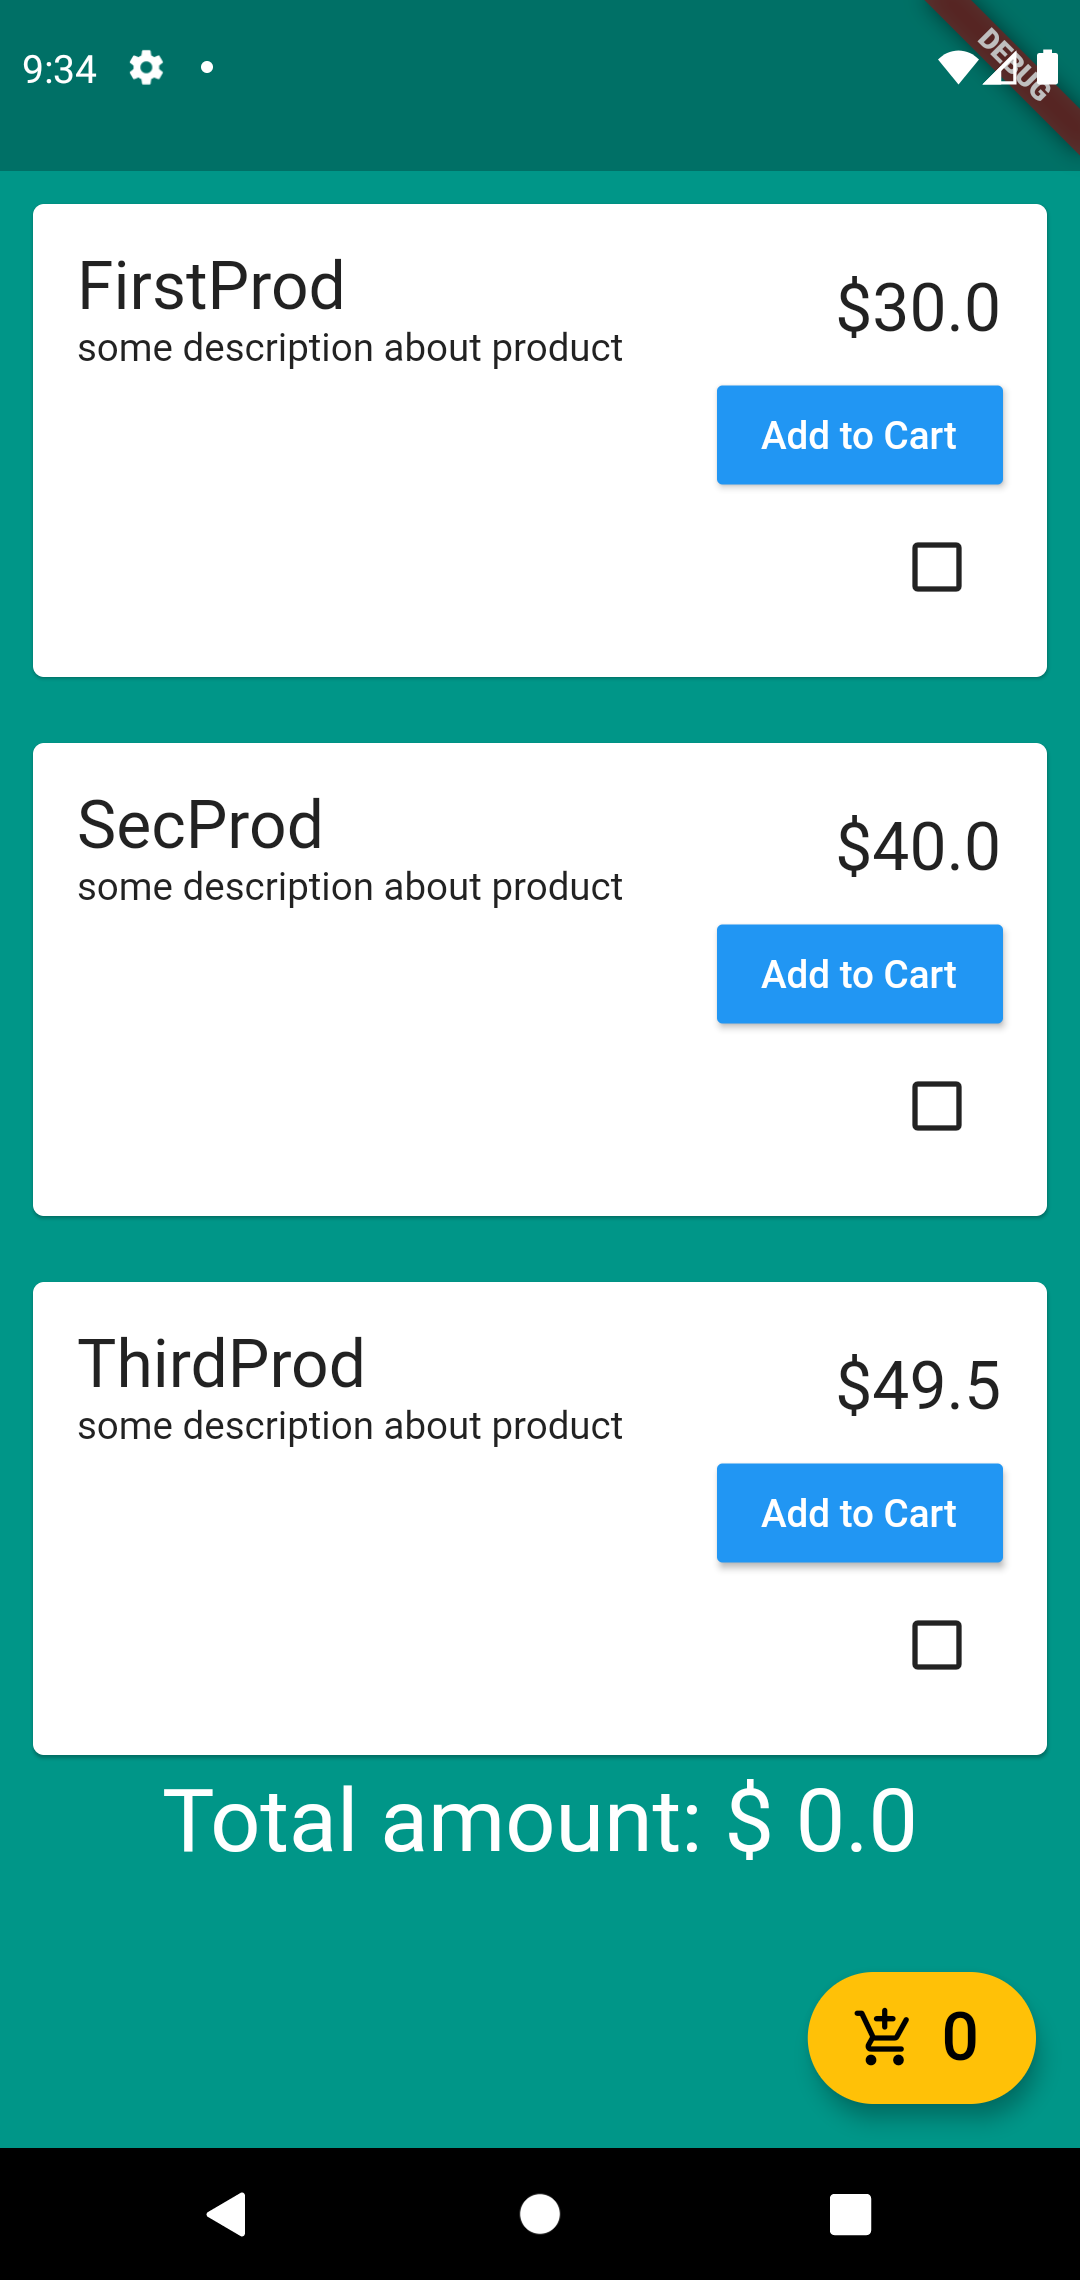 9:34
DEBUG
FirstProd
some description about product
$30.0
Add to Cart
SecProd
some description about product
$40.0
Add to Cart
ThirdProd
some description about product
$49.5
Add to Cart
Total amount: $ 0.0
0